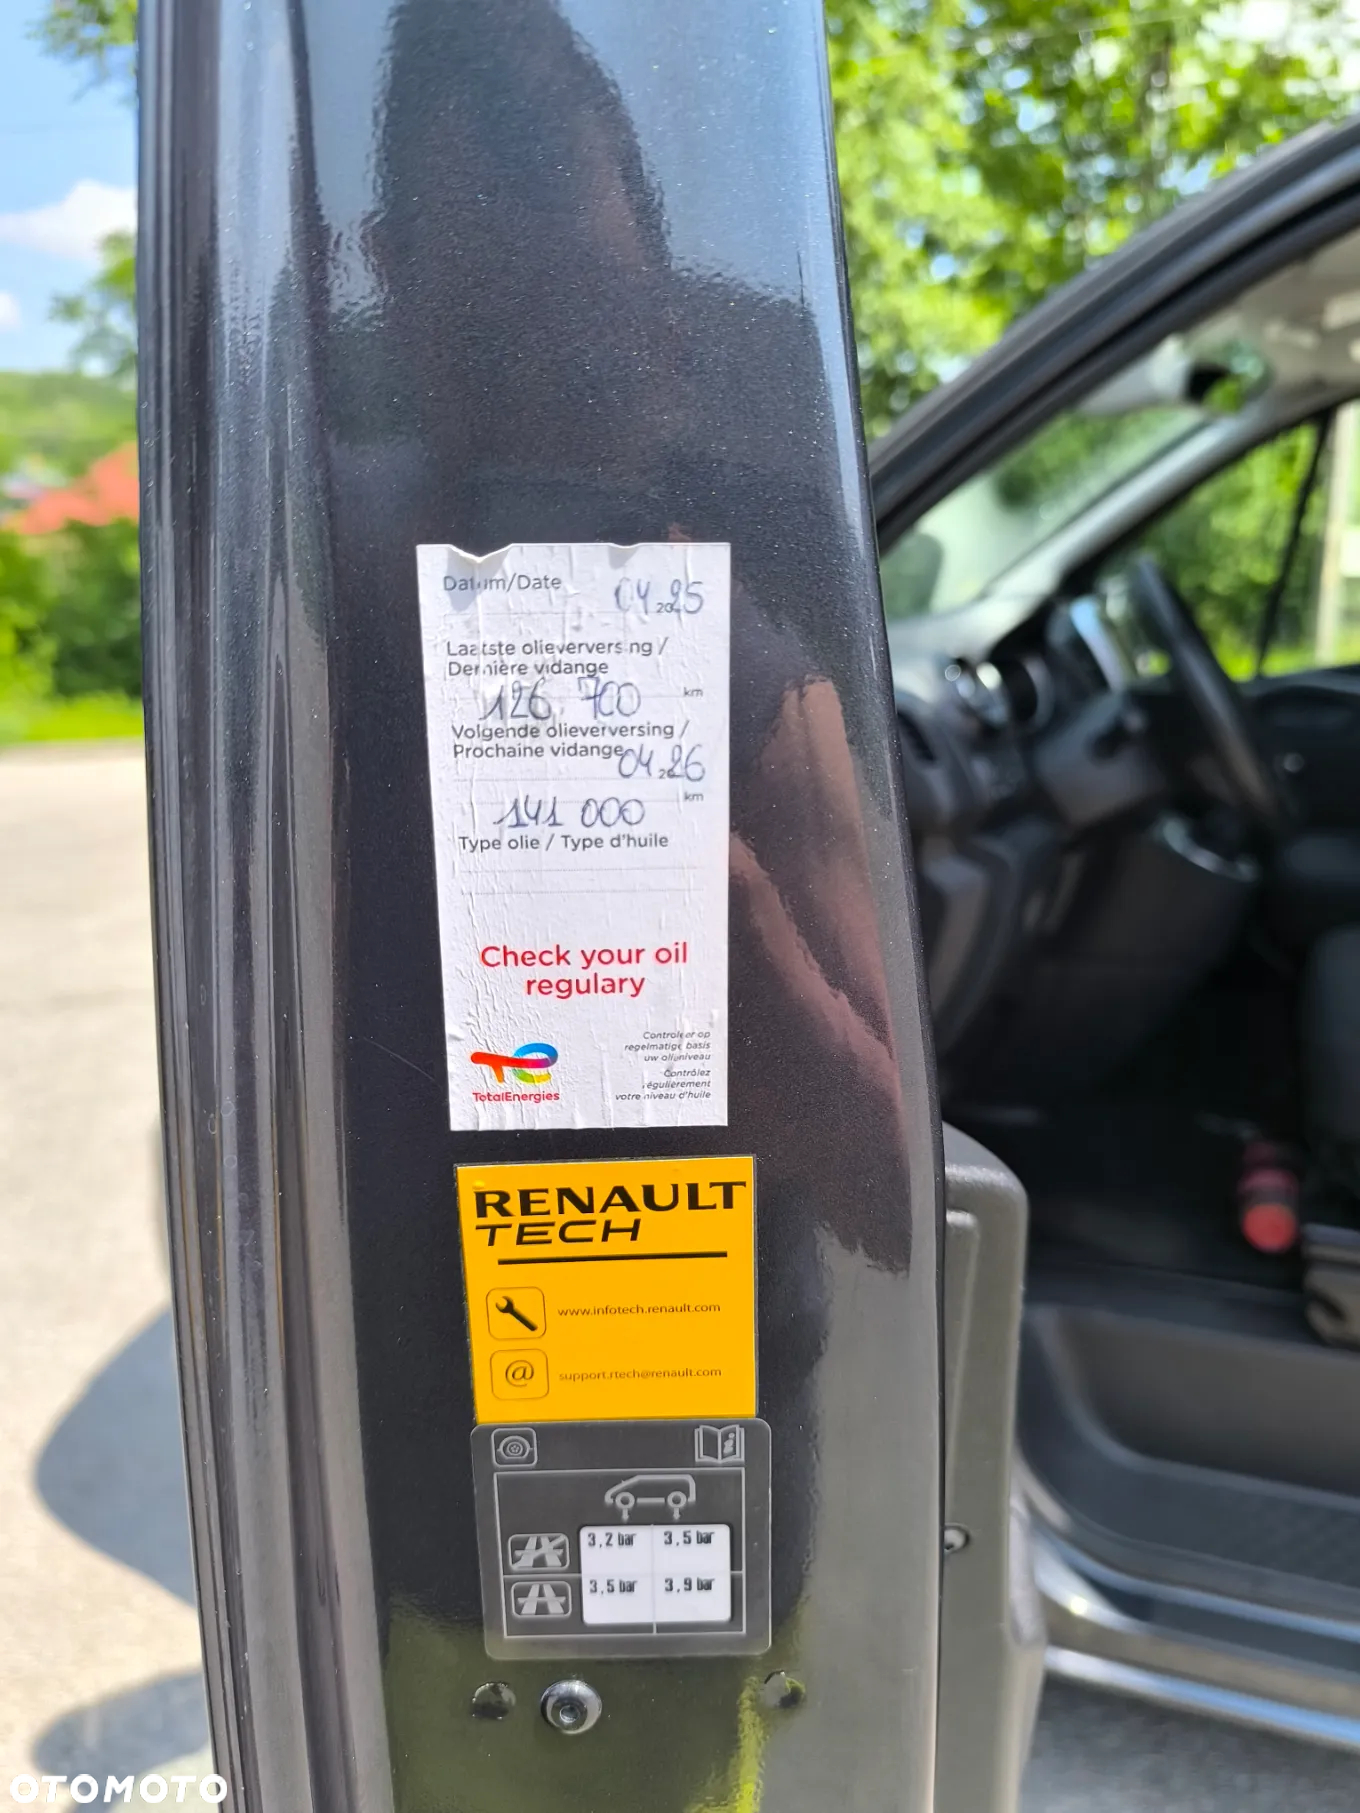 Datum/Date
04.2025
Laatste olieverversing /
Dernière vidange
126.700 km
Volgende olieverversing /
Prochaine vidange
04.2026
141 000 km
Type olie / Type d'huile
Check your oil
regulary
Controleer op
regelmatige basis
uw olijniveau
Contrôlez
régulièrement
votre niveau d'huile
TotalEnergies
RENAULT
TECH
www.infotech.renault.com
@ support.rtech@renault.com
3,2 bar 3,5 bar
3,5 bar 3,9 bar
OTOMOTO